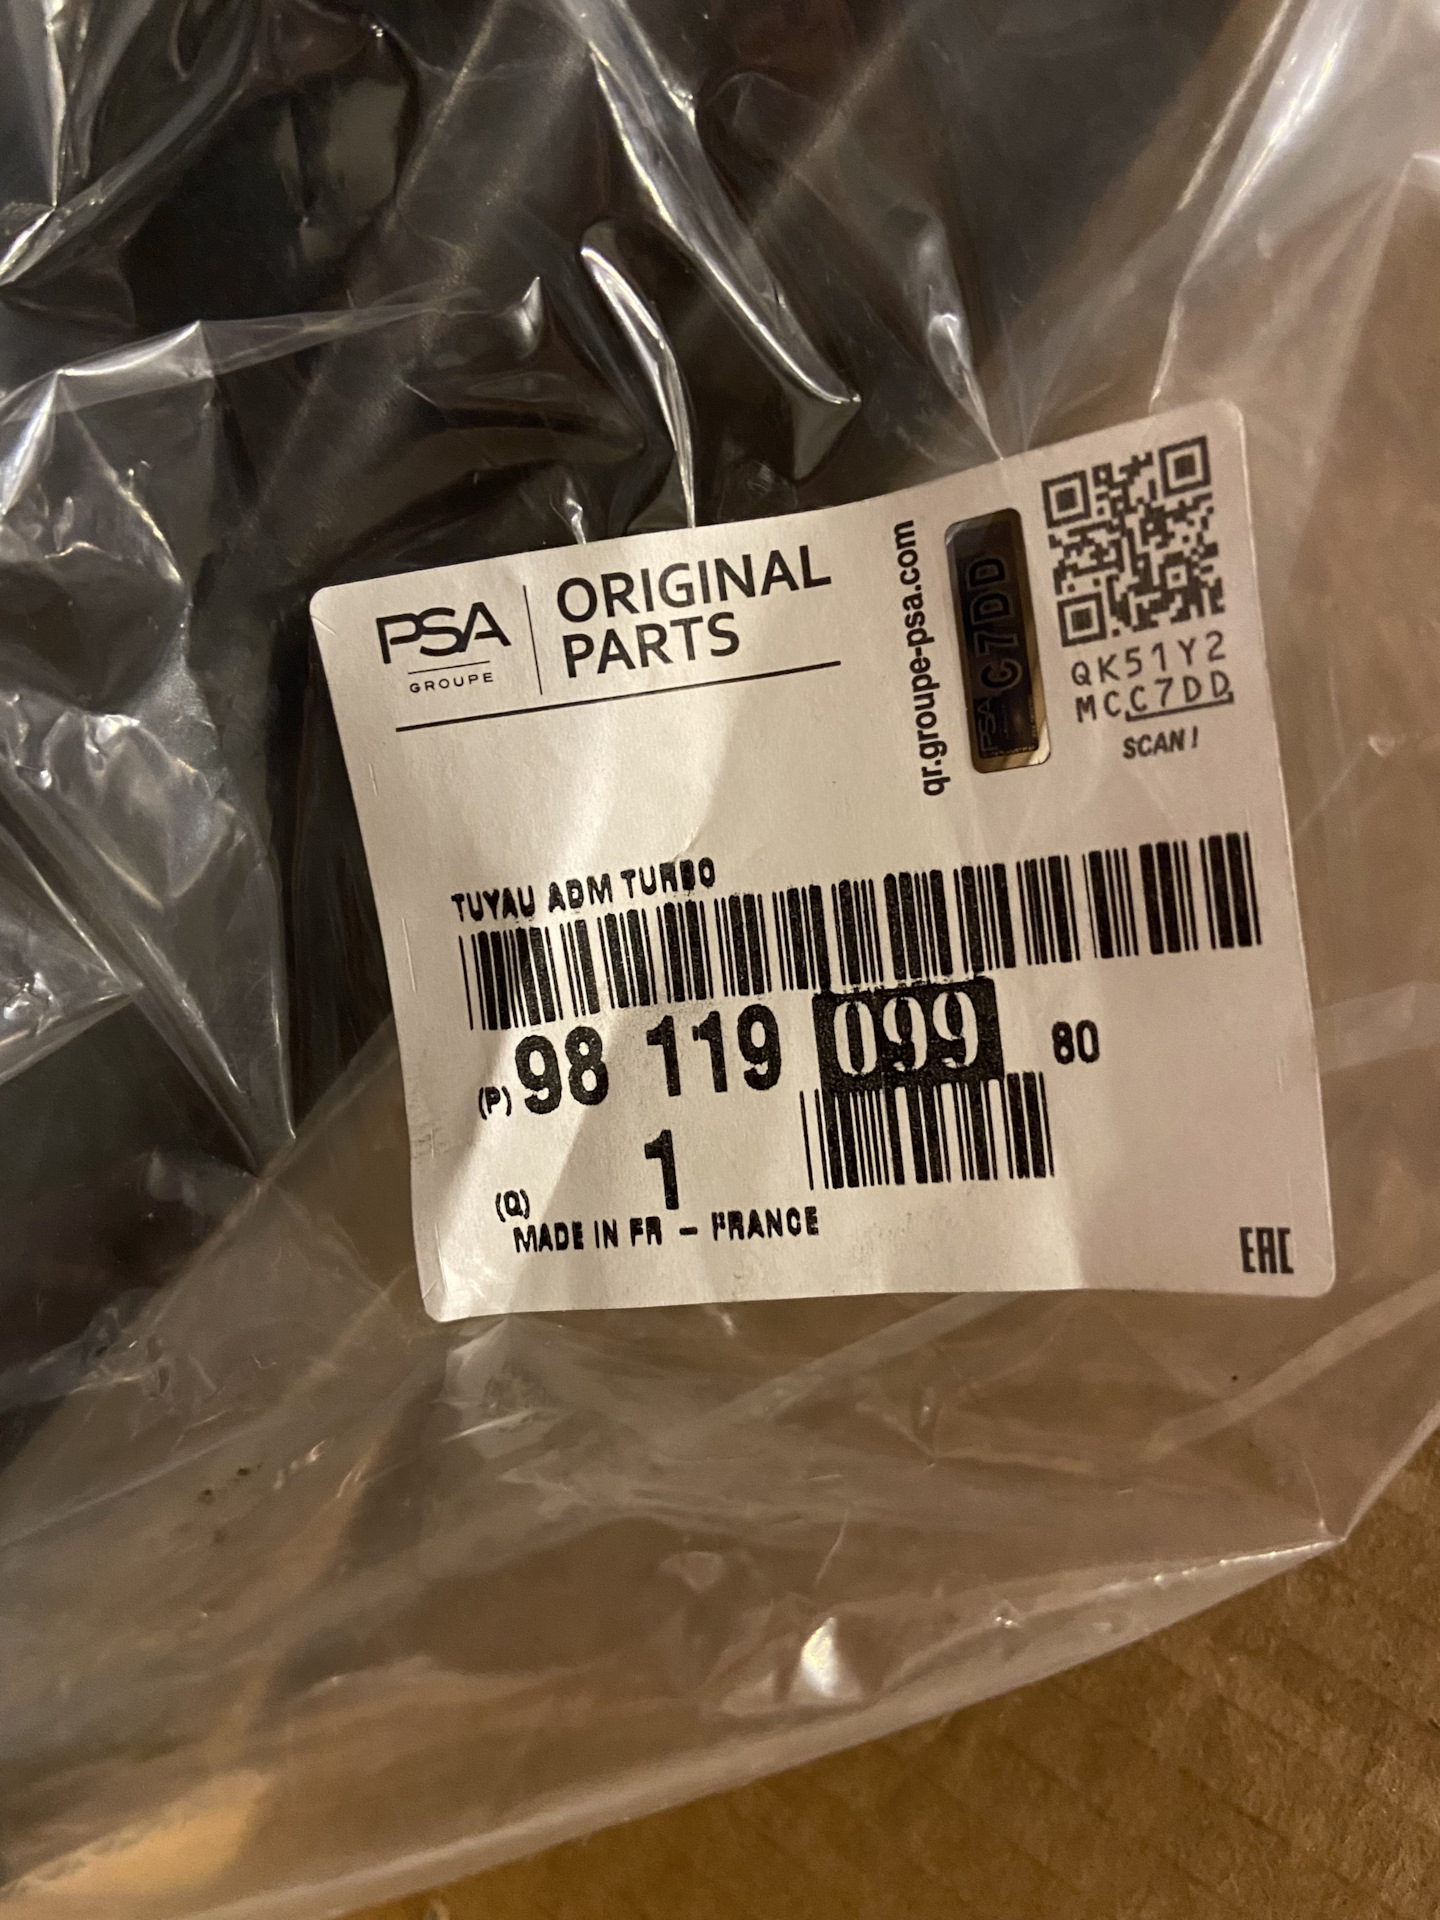 PSA
GROUPE
ORIGINAL
PARTS
qr.groupe-psa.com
PSA C7DD
QK51Y2
MCC7DD
SCAN!
TUYAU ADM TURBO
(P) 98 119 099 80
(Q) 1
MADE IN FR - FRANCE
EAC